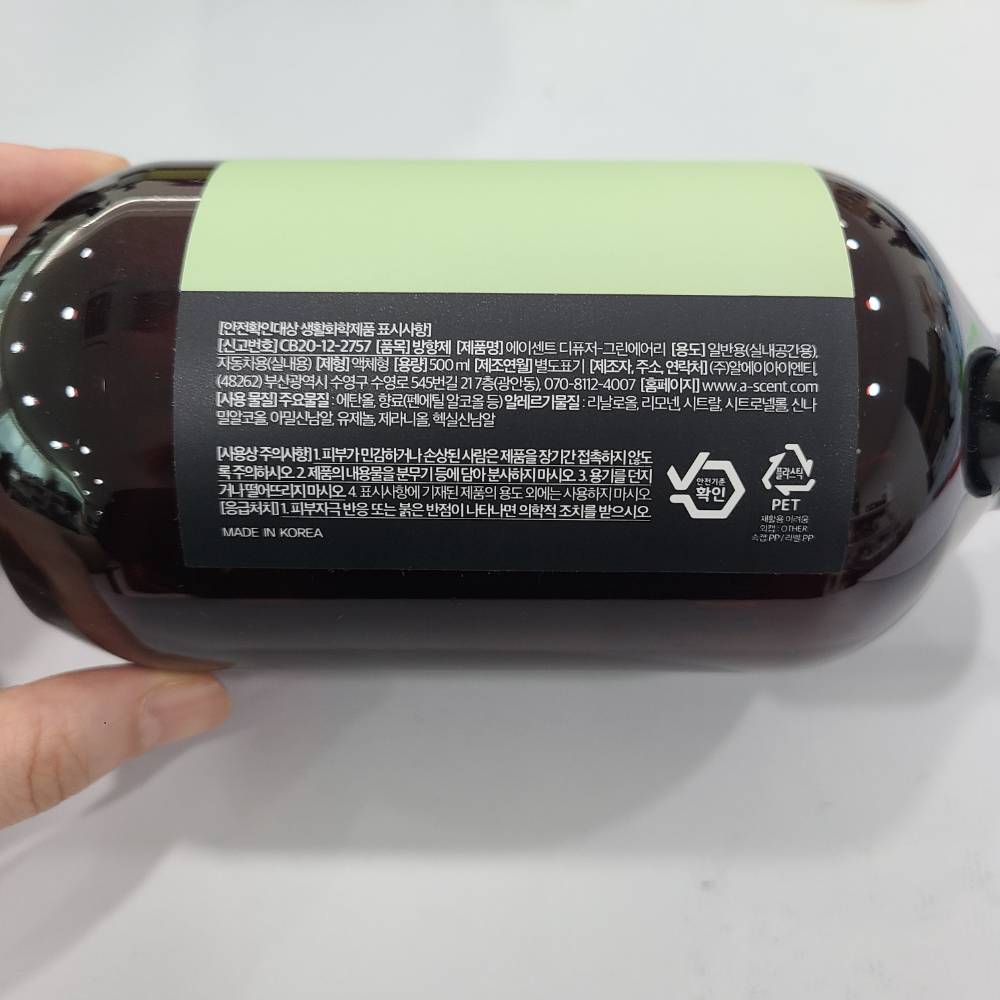 [안전확인대상 생활화학제품 표시사항]
[신고번호] CB20-12-2757 [품목] 방향제 [제품명] 에이센트 디퓨저-그린에어리 [용도] 일반용(실내공간용),
자동차용(실내용) [제형] 액체형 [용량] 500 ml [제조연월] 별도표기 [제조자, 주소, 연락처] (주)알에이아이엔티,
(48262) 부산광역시 수영구 수영로 545번길 21 7층(광안동), 070-8112-4007 [홈페이지] www.a-scent.com
[사용 물질] 주요물질 : 에탄올, 향료(펜에틸 알코올 등) 알레르기물질 : 리날로올, 리모넨, 시트랄, 시트로넬롤, 신나
밀알코올, 아밀신남알, 유제놀, 제라니올, 헥실신남알
[사용상 주의사항] 1. 피부가 민감하거나 손상된 사람은 제품을 장기간 접촉하지 않도
록 주의하시오. 2. 제품의 내용물을 분무기 등에 담아 분사하지 마시오. 3. 용기를 던지
거나 떨어뜨리지 마시오. 4. 표시사항에 기재된 제품의 용도 외에는 사용하지 마시오.
[응급처치] 1. 피부자극 반응 또는 붉은 반점이 나타나면 의학적 조치를 받으시오.
MADE IN KOREA
안전기준
확인
플라스틱
PET
재활용 어려움
외캡 : OTHER
속캡:PP / 라벨:PP